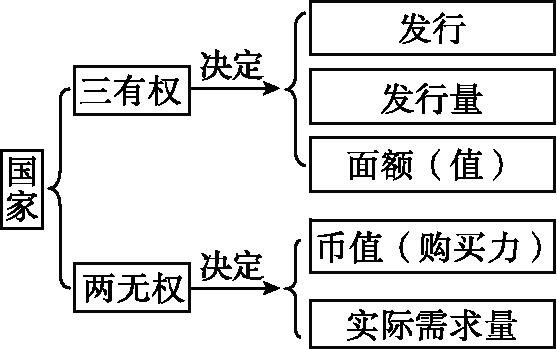 国家
三有权
决定
发行
发行量
面额（值）
两无权
决定
币值（购买力）
实际需求量